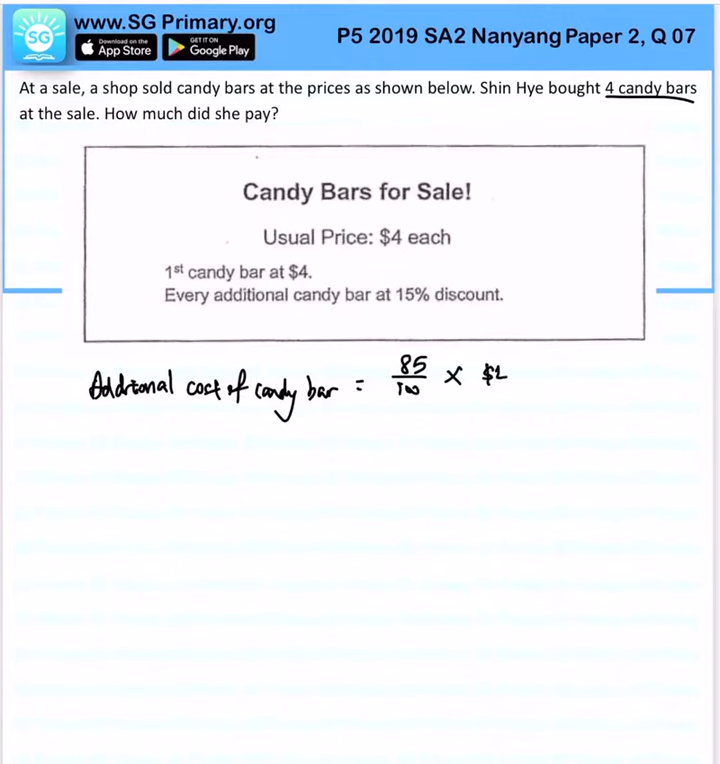 www.SG Primary.org
SG
Download on the
App Store
GET IT ON
Google Play
P5 2019 SA2 Nanyang Paper 2, Q 07
At a sale, a shop sold candy bars at the prices as shown below. Shin Hye bought 4 candy bars
at the sale. How much did she pay?
Candy Bars for Sale!
Usual Price: $4 each
1st candy bar at $4.
Every additional candy bar at 15% discount.
Additional cost of candy bar = 85/100 × $